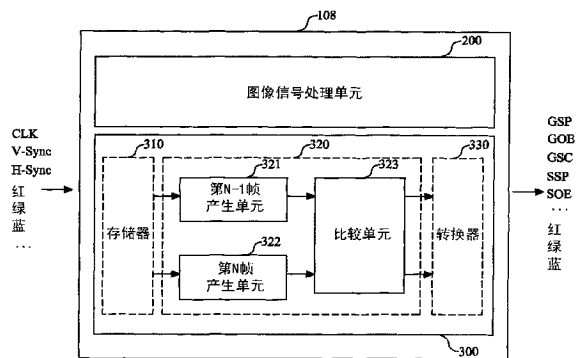 108
200
图像信号处理单元
CLK
V-Sync
H-Sync
红
绿
蓝
...
310
320
330
321
323
第N-1帧
产生单元
322
第N帧
产生单元
存储器
比较单元
转换器
300
GSP
GOE
GSC
SSP
SOE
...
红
绿
蓝